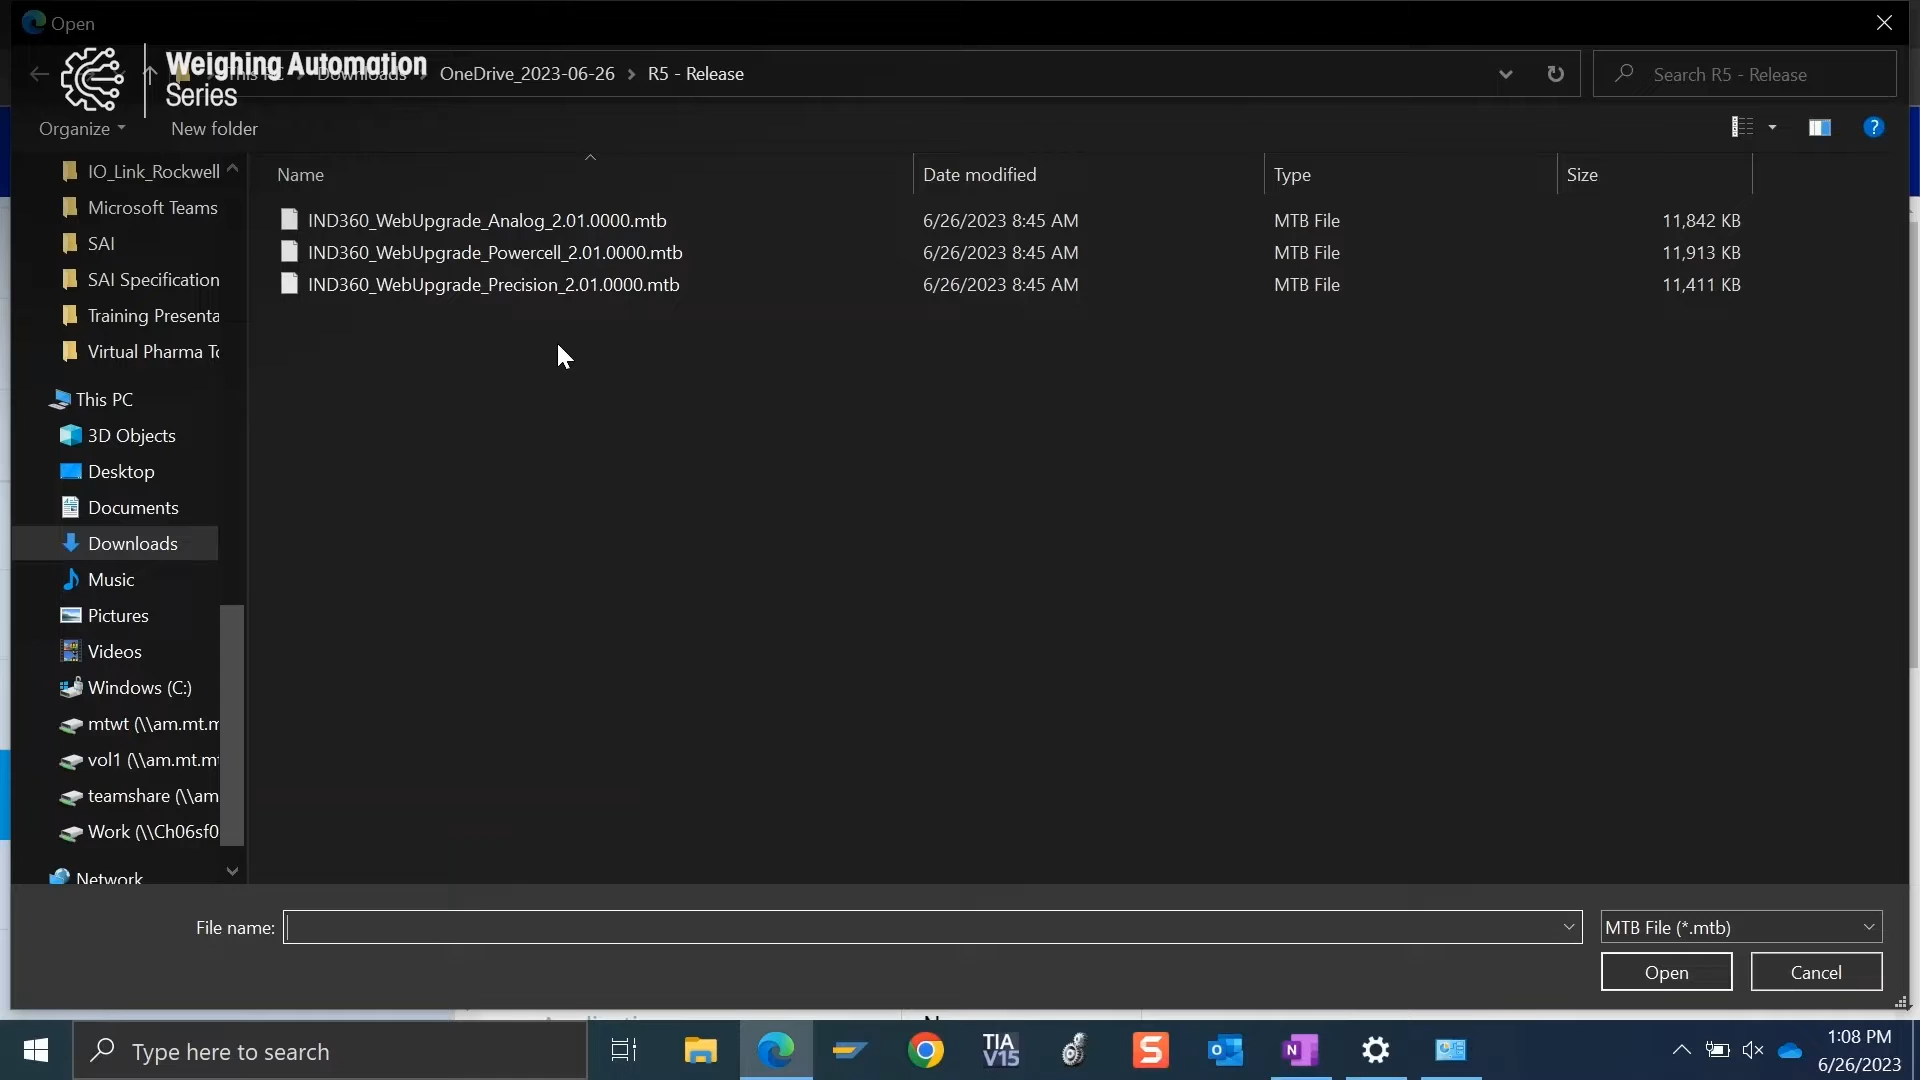 Open
Weighing Automation
Series
This PC > Downloads > OneDrive_2023-06-26 > R5 - Release
Search R5 - Release
Organize
New folder
Name
Date modified
Type
Size
IND360_WebUpgrade_Analog_2.01.0000.mtb 6/26/2023 8:45 AM MTB File 11,842 KB
IND360_WebUpgrade_Powercell_2.01.0000.mtb 6/26/2023 8:45 AM MTB File 11,913 KB
IND360_WebUpgrade_Precision_2.01.0000.mtb 6/26/2023 8:45 AM MTB File 11,411 KB
IO_Link_Rockwell
Microsoft Teams
SAI
SAI Specification
Training Presenta
Virtual Pharma To
This PC
3D Objects
Desktop
Documents
Downloads
Music
Pictures
Videos
Windows (C:)
mtwt (\\am.mt.m
vol1 (\\am.mt.m
teamshare (\\am
Work (\\Ch06sf0
Network
File name:
MTB File (*.mtb)
Open
Cancel
Type here to search
TIA
V15
1:08 PM
6/26/2023